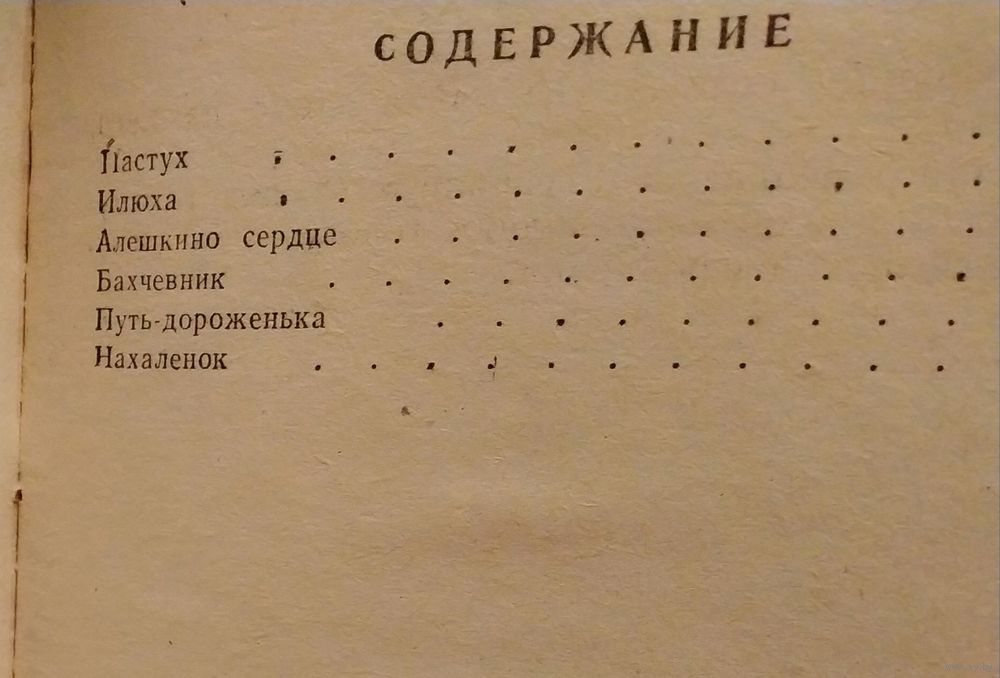 СОДЕРЖАНИЕ
Пастух . . . . . . . . . . . .
Илюха . . . . . . . . . . . .
Алешкино сердце . . . . . . . . . .
Бахчевник . . . . . . . . . . .
Путь-дороженька . . . . . . . . .
Нахаленок . . . . . . . . . . .